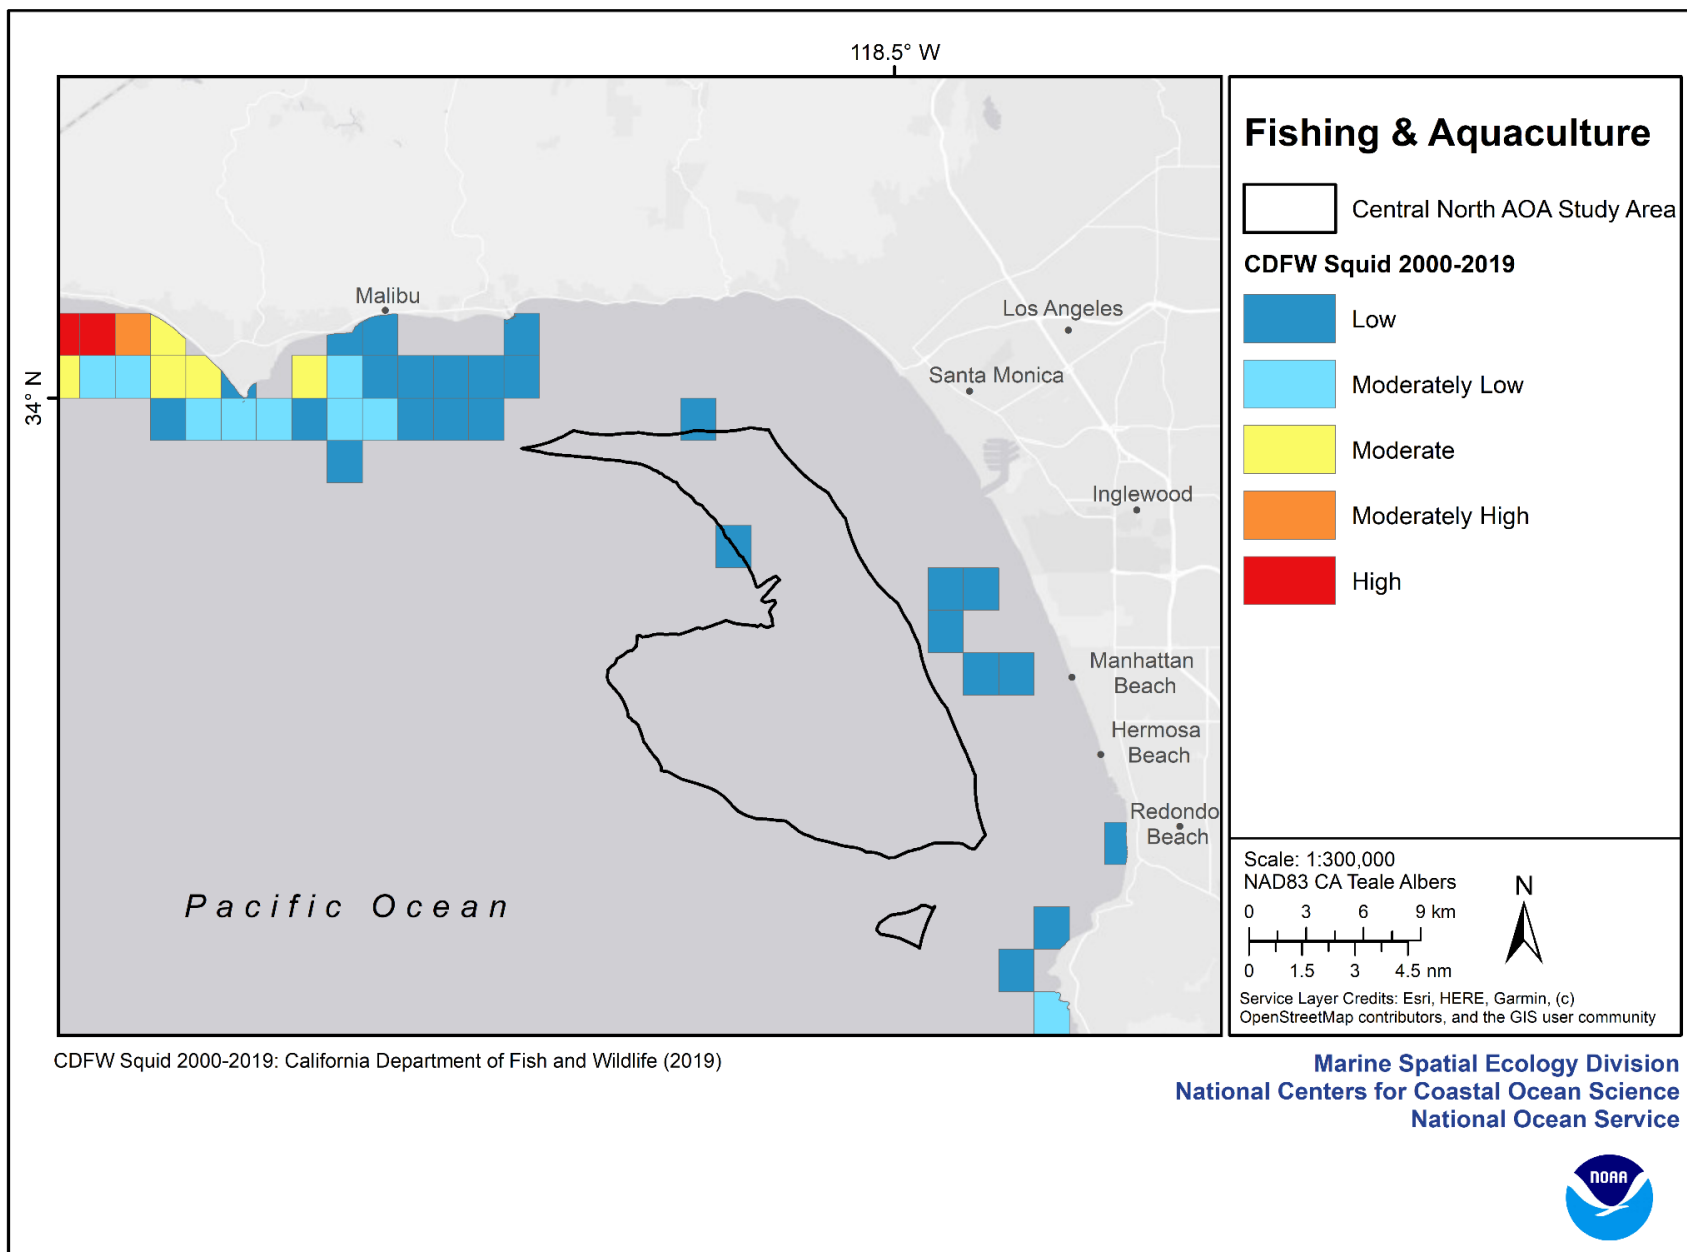 118.5° W
34° N
Malibu
Los Angeles
Santa Monica
Inglewood
Manhattan
Beach
Hermosa
Beach
Redondo
Beach
Pacific Ocean
Fishing & Aquaculture
Central North AOA Study Area
CDFW Squid 2000-2019
Low
Moderately Low
Moderate
Moderately High
High
Scale: 1:300,000
NAD83 CA Teale Albers
0 3 6 9 km
0 1.5 3 4.5 nm
N
Service Layer Credits: Esri, HERE, Garmin, (c)
OpenStreetMap contributors, and the GIS user community
CDFW Squid 2000-2019: California Department of Fish and Wildlife (2019)
Marine Spatial Ecology Division
National Centers for Coastal Ocean Science
National Ocean Service
NOAA